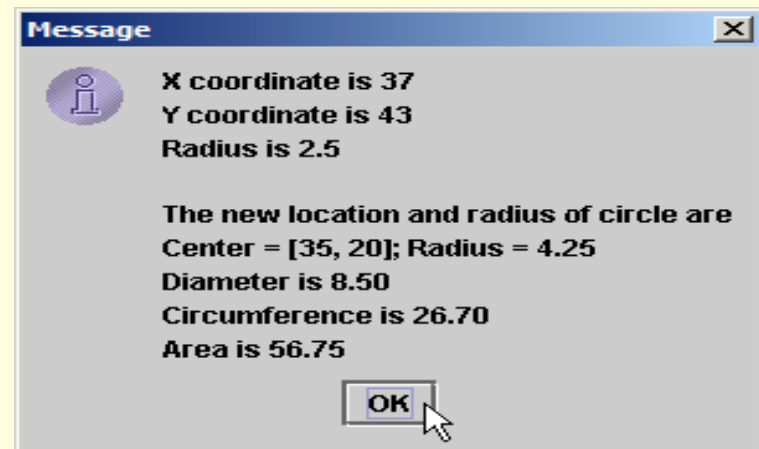 Message
X coordinate is 37
Y coordinate is 43
Radius is 2.5
The new location and radius of circle are
Center = [35, 20]; Radius = 4.25
Diameter is 8.50
Circumference is 26.70
Area is 56.75
OK